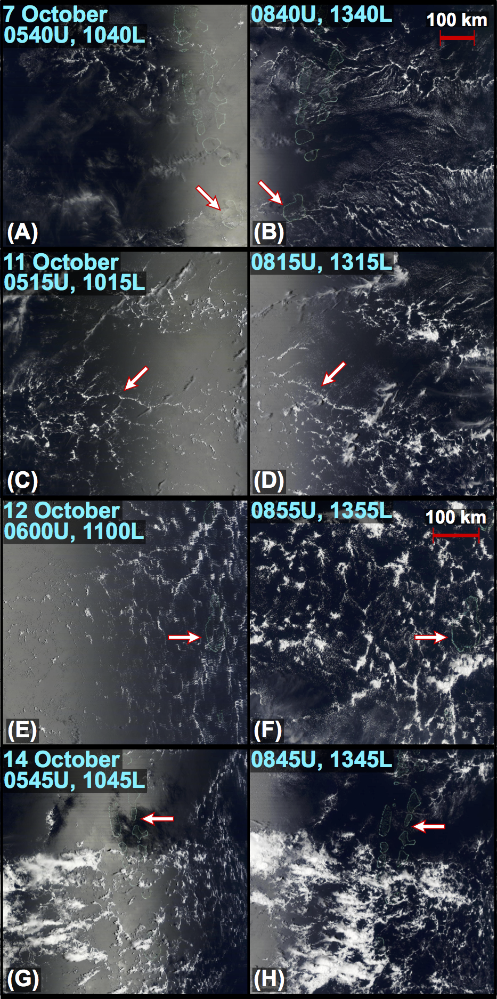 7 October
0540U, 1040L
(A)
0840U, 1340L
100 km
(B)
11 October
0515U, 1015L
(C)
0815U, 1315L
(D)
12 October
0600U, 1100L
(E)
0855U, 1355L
100 km
(F)
14 October
0545U, 1045L
(G)
0845U, 1345L
(H)